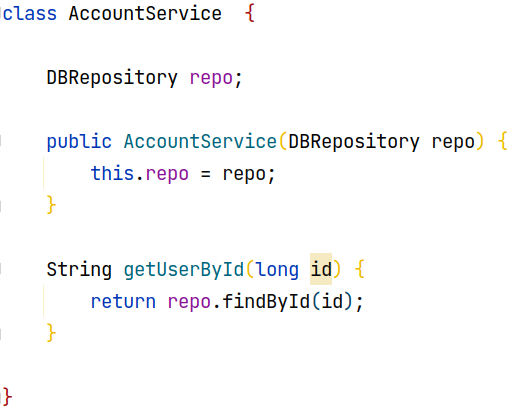 class AccountService  {
DBRepository repo;
public AccountService(DBRepository repo) {
this.repo = repo;
}
String getUserById(long id) {
return repo.findById(id);
}
}